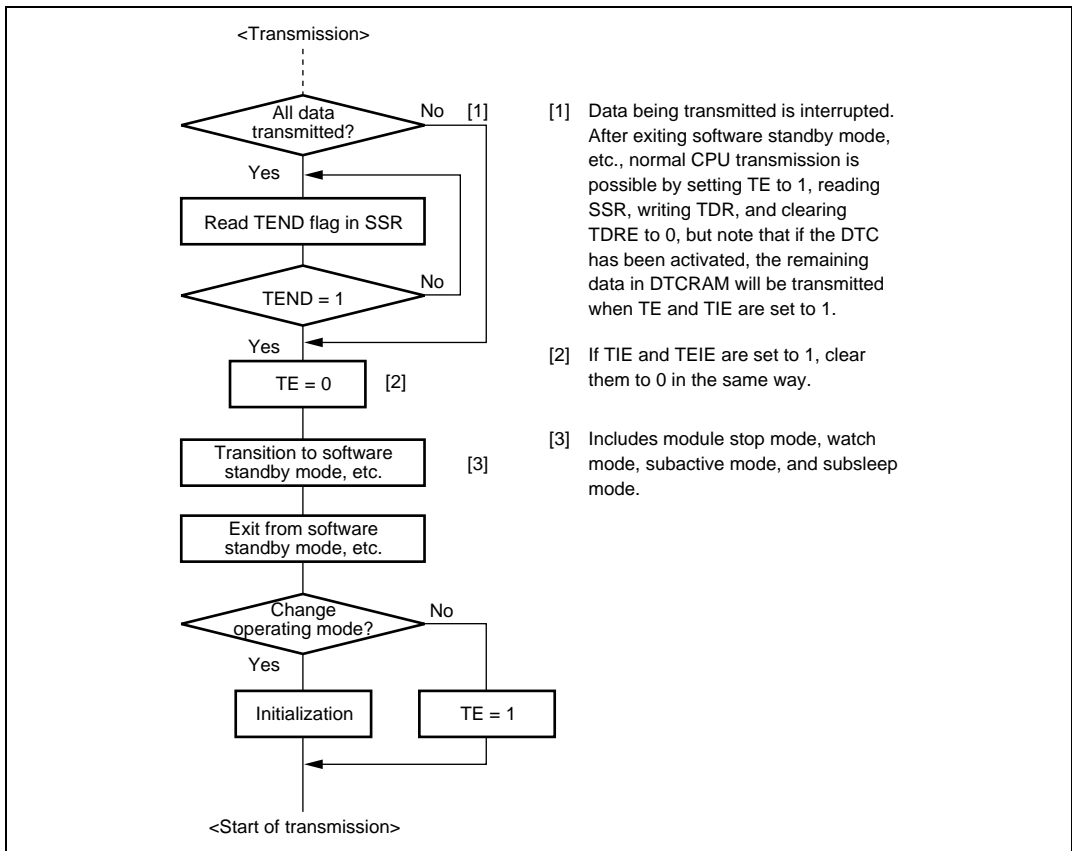 <Transmission>
All data
transmitted?
No
[1]
Yes
Read TEND flag in SSR
TEND = 1
No
Yes
TE = 0
[2]
Transition to software
standby mode, etc.
[3]
Exit from software
standby mode, etc.
Change
operating mode?
No
Yes
Initialization
TE = 1
<Start of transmission>
[1] Data being transmitted is interrupted.
After exiting software standby mode,
etc., normal CPU transmission is
possible by setting TE to 1, reading
SSR, writing TDR, and clearing
TDRE to 0, but note that if the DTC
has been activated, the remaining
data in DTCRAM will be transmitted
when TE and TIE are set to 1.
[2] If TIE and TEIE are set to 1, clear
them to 0 in the same way.
[3] Includes module stop mode, watch
mode, subactive mode, and subsleep
mode.